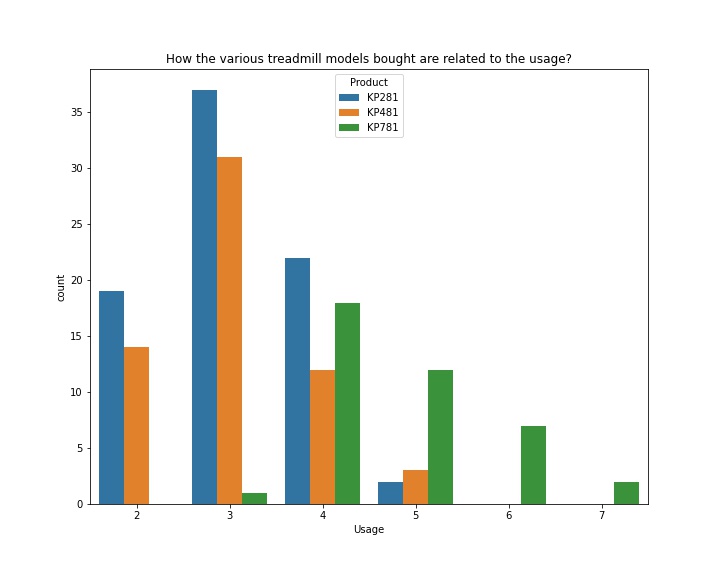 How the various treadmill models bought are related to the usage?
Product
KP281
KP481
KP781
count
35
30
25
20
15
10
5
0
2 3 4 5 6 7
Usage